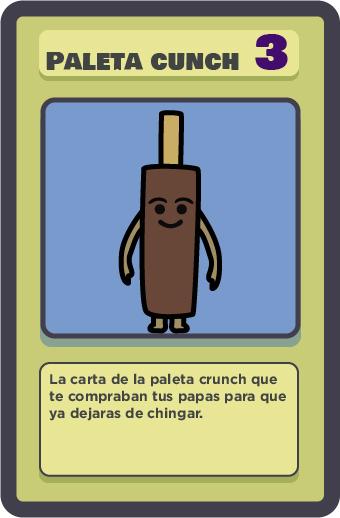 PALETA CUNCH 3
La carta de la paleta crunch que
te compraban tus papas para que
ya dejaras de chingar.